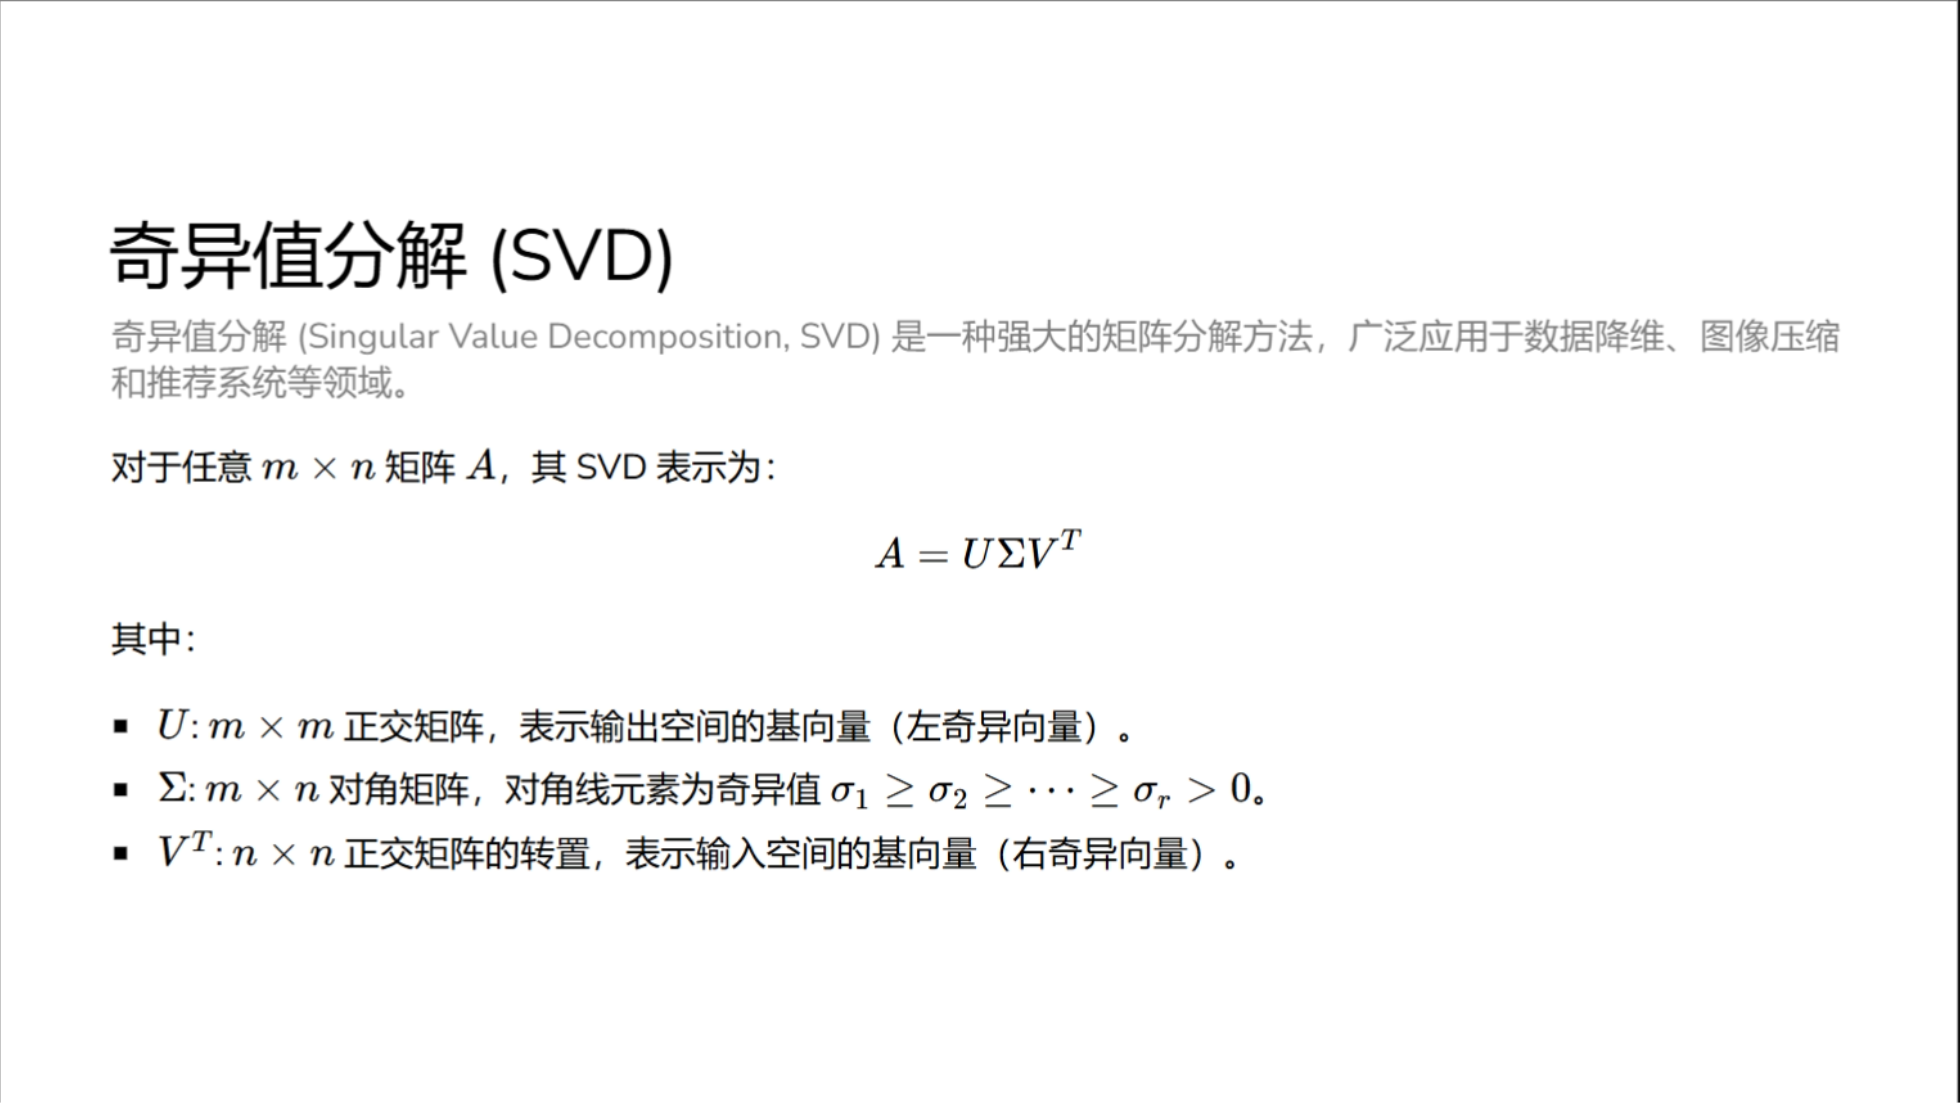 奇异值分解 (SVD)
奇异值分解 (Singular Value Decomposition, SVD) 是一种强大的矩阵分解方法，广泛应用于数据降维、图像压缩
和推荐系统等领域。
对于任意 m × n 矩阵 A，其 SVD 表示为：
A = UΣV^T
其中：
▪ U: m × m 正交矩阵，表示输出空间的基向量（左奇异向量）。
▪ Σ: m × n 对角矩阵，对角线元素为奇异值 σ₁ ≥ σ₂ ≥ ⋯ ≥ σᵣ > 0。
▪ V^T: n × n 正交矩阵的转置，表示输入空间的基向量（右奇异向量）。